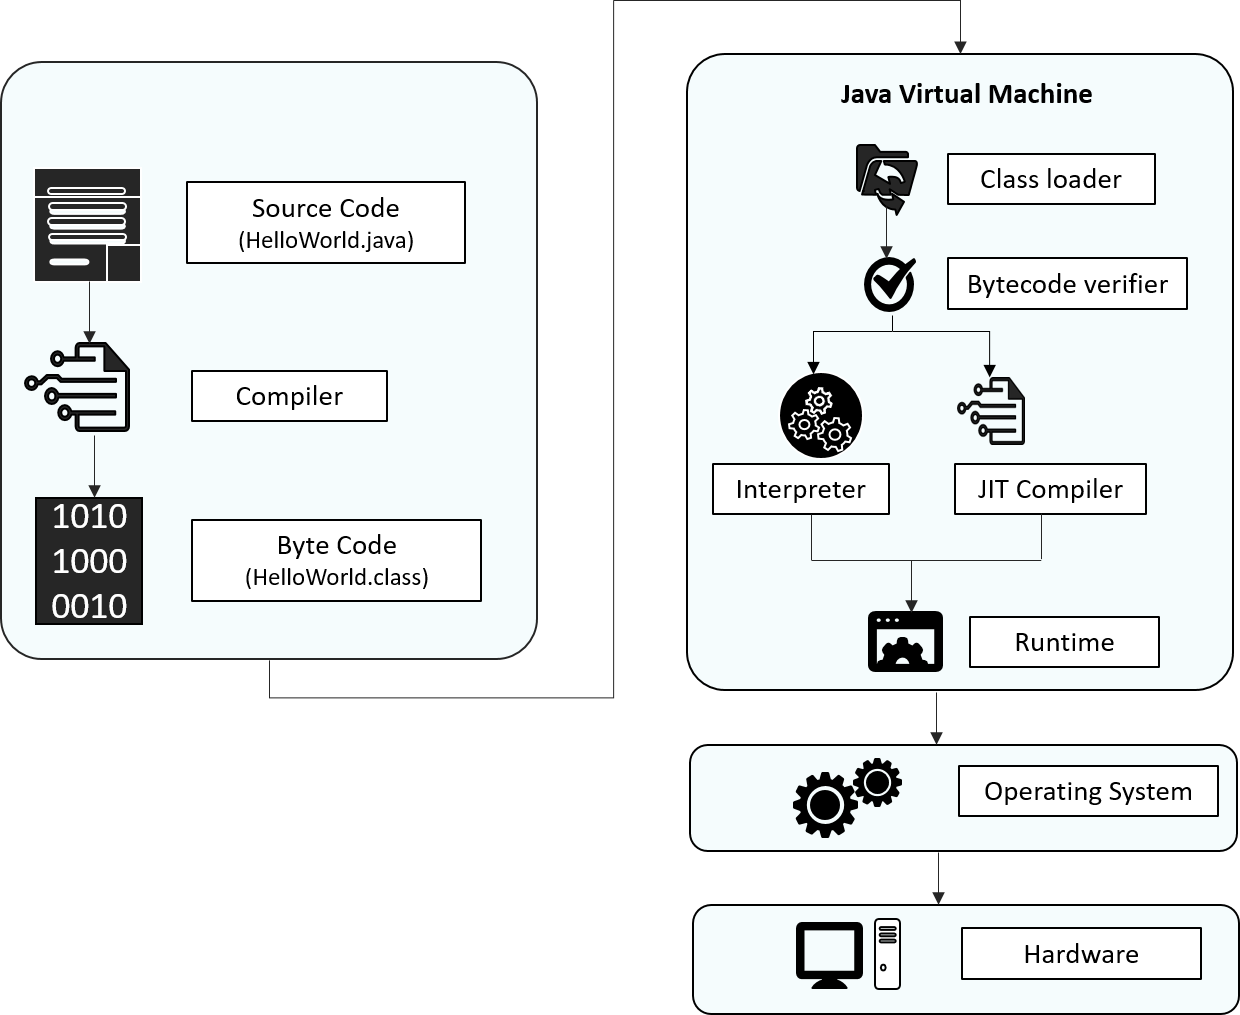 Source Code
(HelloWorld.java)
Compiler
1010
1000
0010
Byte Code
(HelloWorld.class)
Java Virtual Machine
Class loader
Bytecode verifier
Interpreter
JIT Compiler
Runtime
Operating System
Hardware